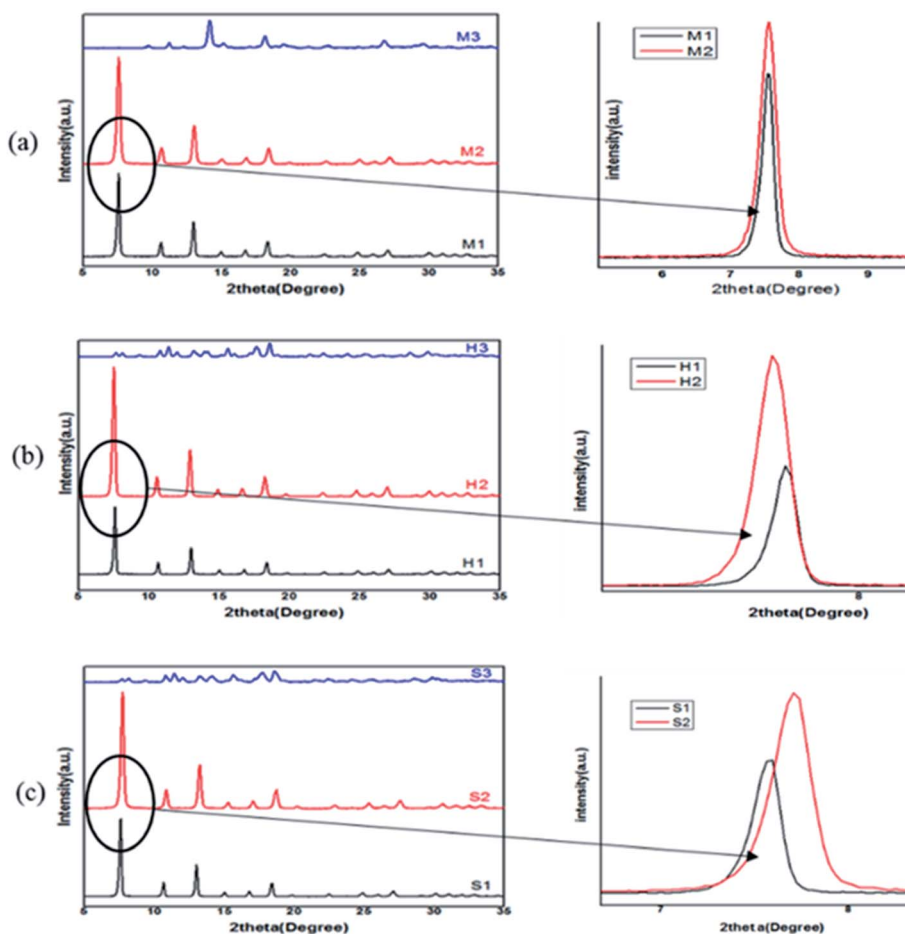 (a)
Intensity(a.u.)
M3
M2
M1
5 10 15 20 25 30 35
2theta(Degree)
M1
M2
intensity(a.u.)
6 7 8 9
2theta(Degree)
(b)
Intensity(a.u.)
H3
H2
H1
5 10 15 20 25 30 35
2theta(Degree)
H1
H2
intensity(a.u.)
8
2theta(Degree)
(c)
Intensity(a.u.)
S3
S2
S1
5 10 15 20 25 30 35
2theta(Degree)
S1
S2
intensity(a.u.)
7 8
2theta(Degree)